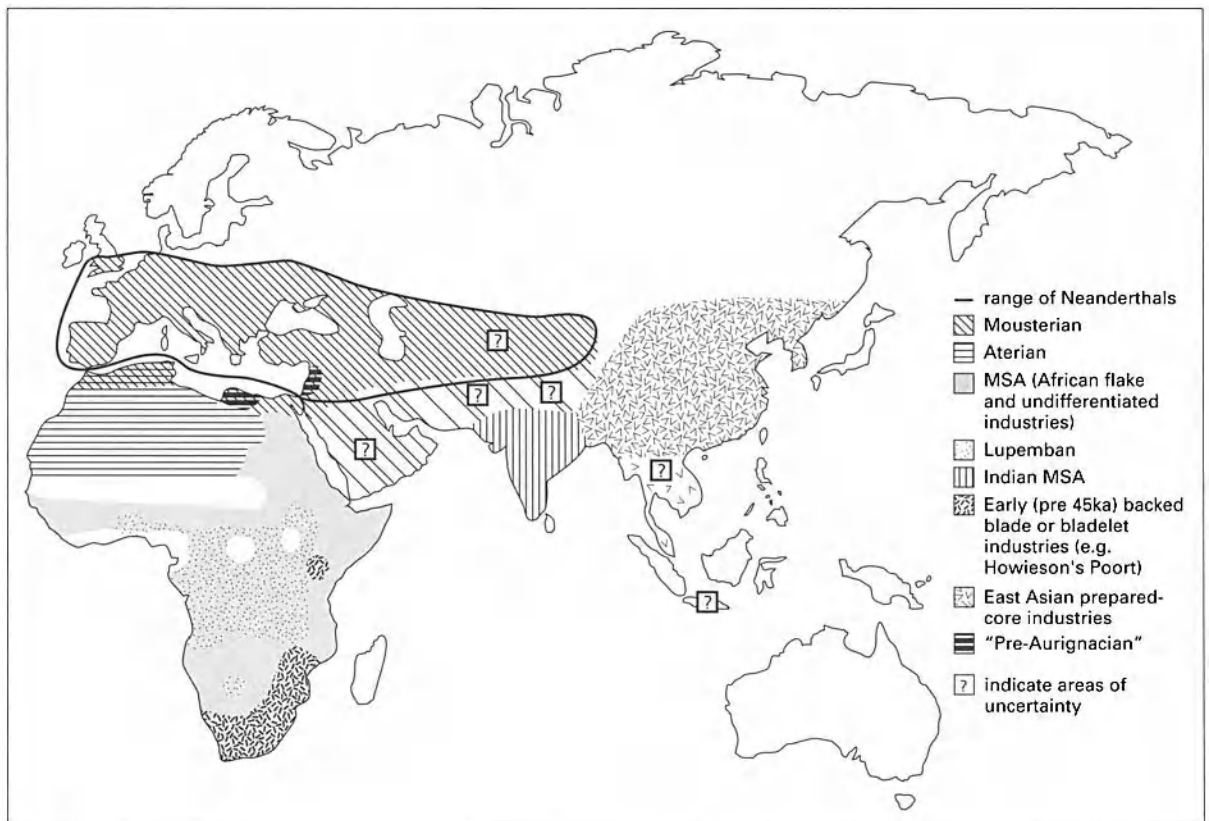 range of Neanderthals
Mousterian
Aterian
MSA (African flake
and undifferentiated
industries)
Lupemban
Indian MSA
Early (pre 45ka) backed
blade or bladelet
industries (e.g.
Howieson's Poort)
East Asian prepared-
core industries
"Pre-Aurignacian"
? indicate areas of
uncertainty
?
?
?
?
?
?